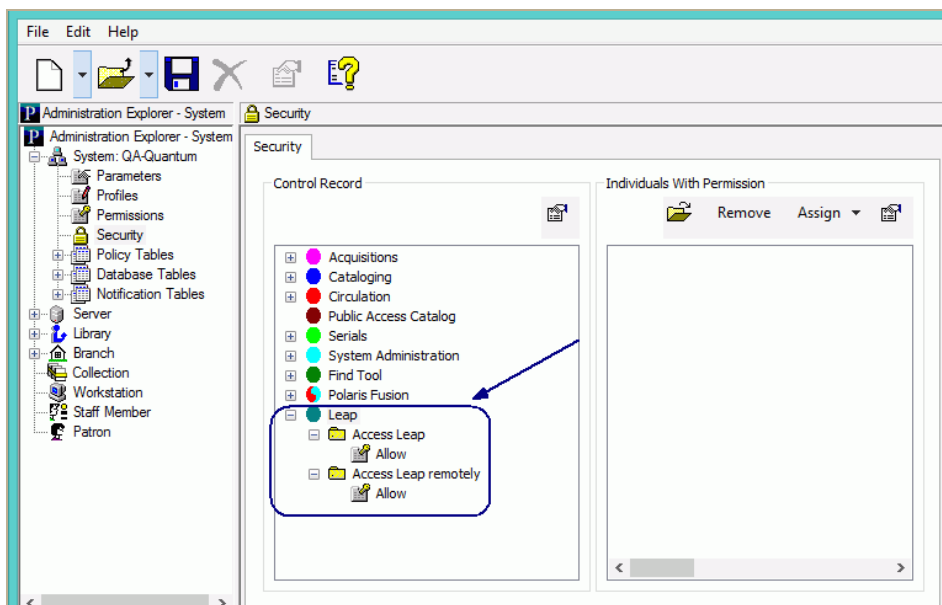 File Edit Help
Administration Explorer - System
Security
Administration Explorer - System
System: QA-Quantum
Parameters
Profiles
Permissions
Security
Policy Tables
Database Tables
Notification Tables
Server
Library
Branch
Collection
Workstation
Staff Member
Patron
Security
Control Record
Acquisitions
Cataloging
Circulation
Public Access Catalog
Serials
System Administration
Find Tool
Polaris Fusion
Leap
Access Leap
Allow
Access Leap remotely
Allow
Individuals With Permission
Remove Assign